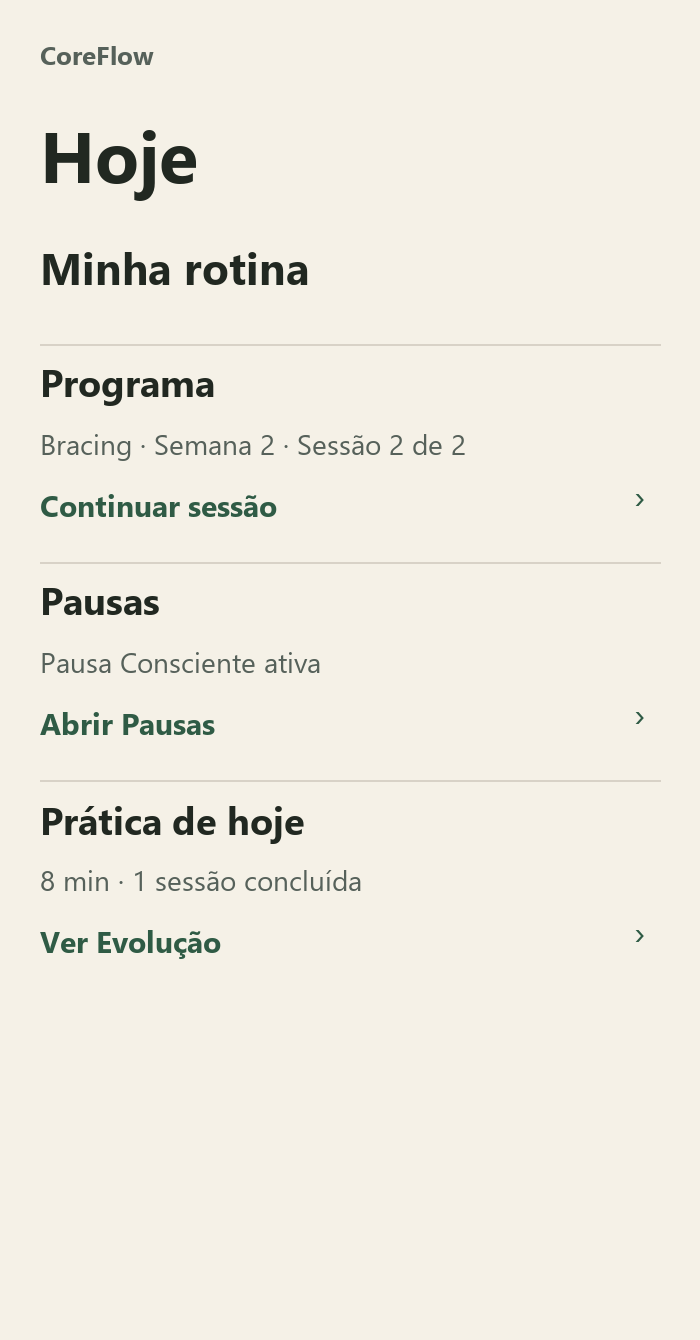 CoreFlow
Hoje
Minha rotina
Programa
Bracing · Semana 2 · Sessão 2 de 2
Continuar sessão ›
Pausas
Pausa Consciente ativa
Abrir Pausas ›
Prática de hoje
8 min · 1 sessão concluída
Ver Evolução ›